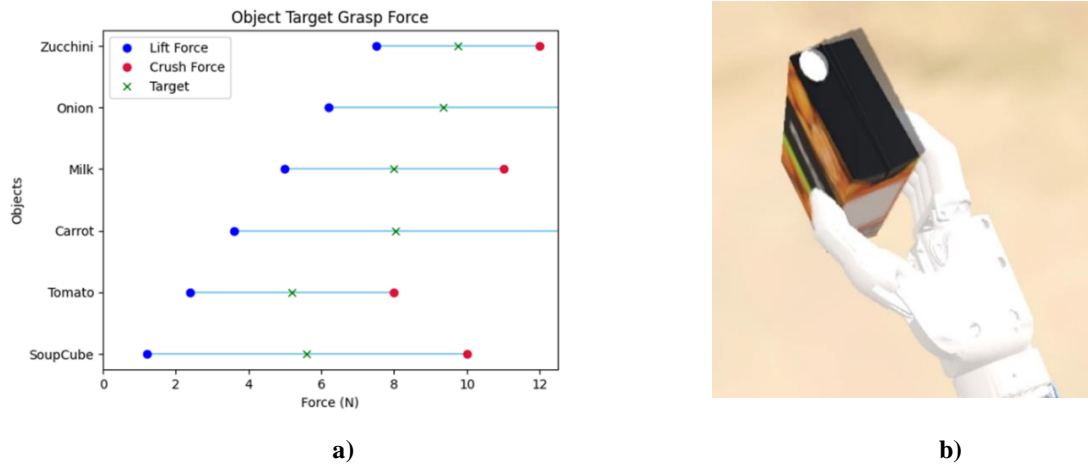 Object Target Grasp Force
Lift Force
Crush Force
Target
Zucchini
Onion
Milk
Carrot
Tomato
SoupCube
Objects
0 2 4 6 8 10 12
Force (N)
a) b)